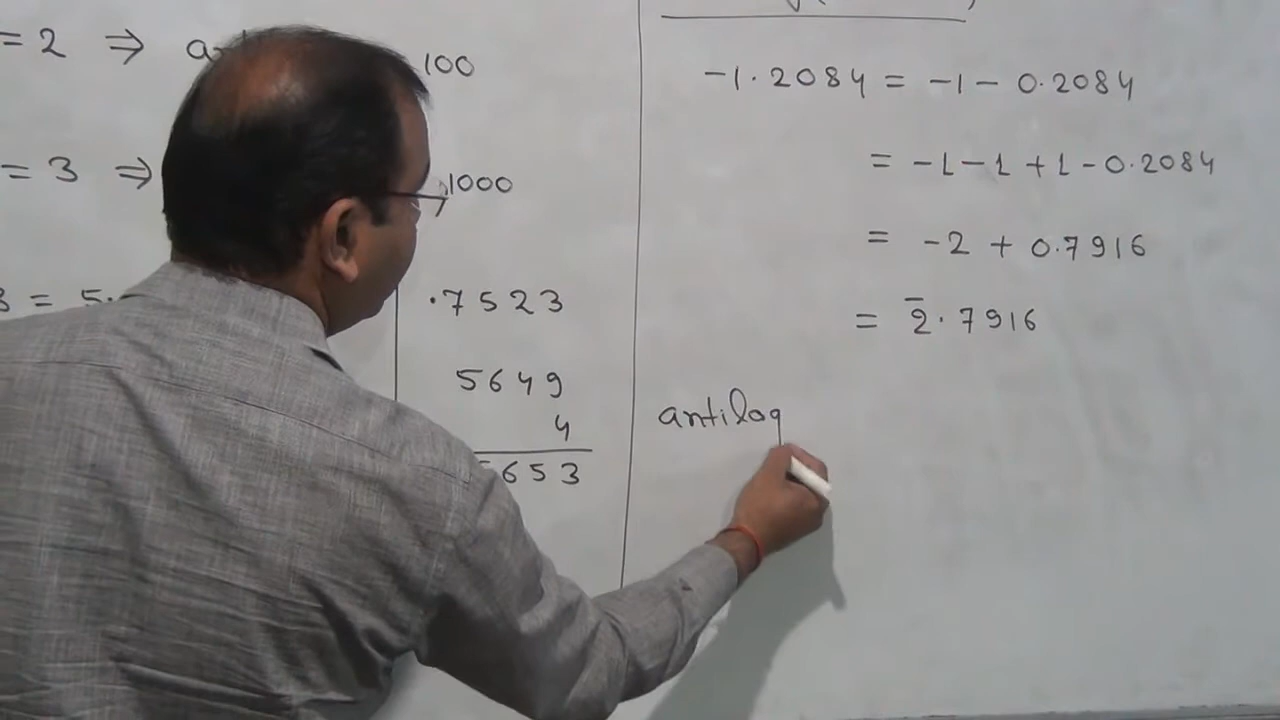 = 2 ⇒ 100
= 3 ⇒ 1000
= 5.
.7523
5649
4
653
-1.2084 = -1 - 0.2084
= -1 - 1 + 1 - 0.2084
= -2 + 0.7916
= 2̅.7916
antilog